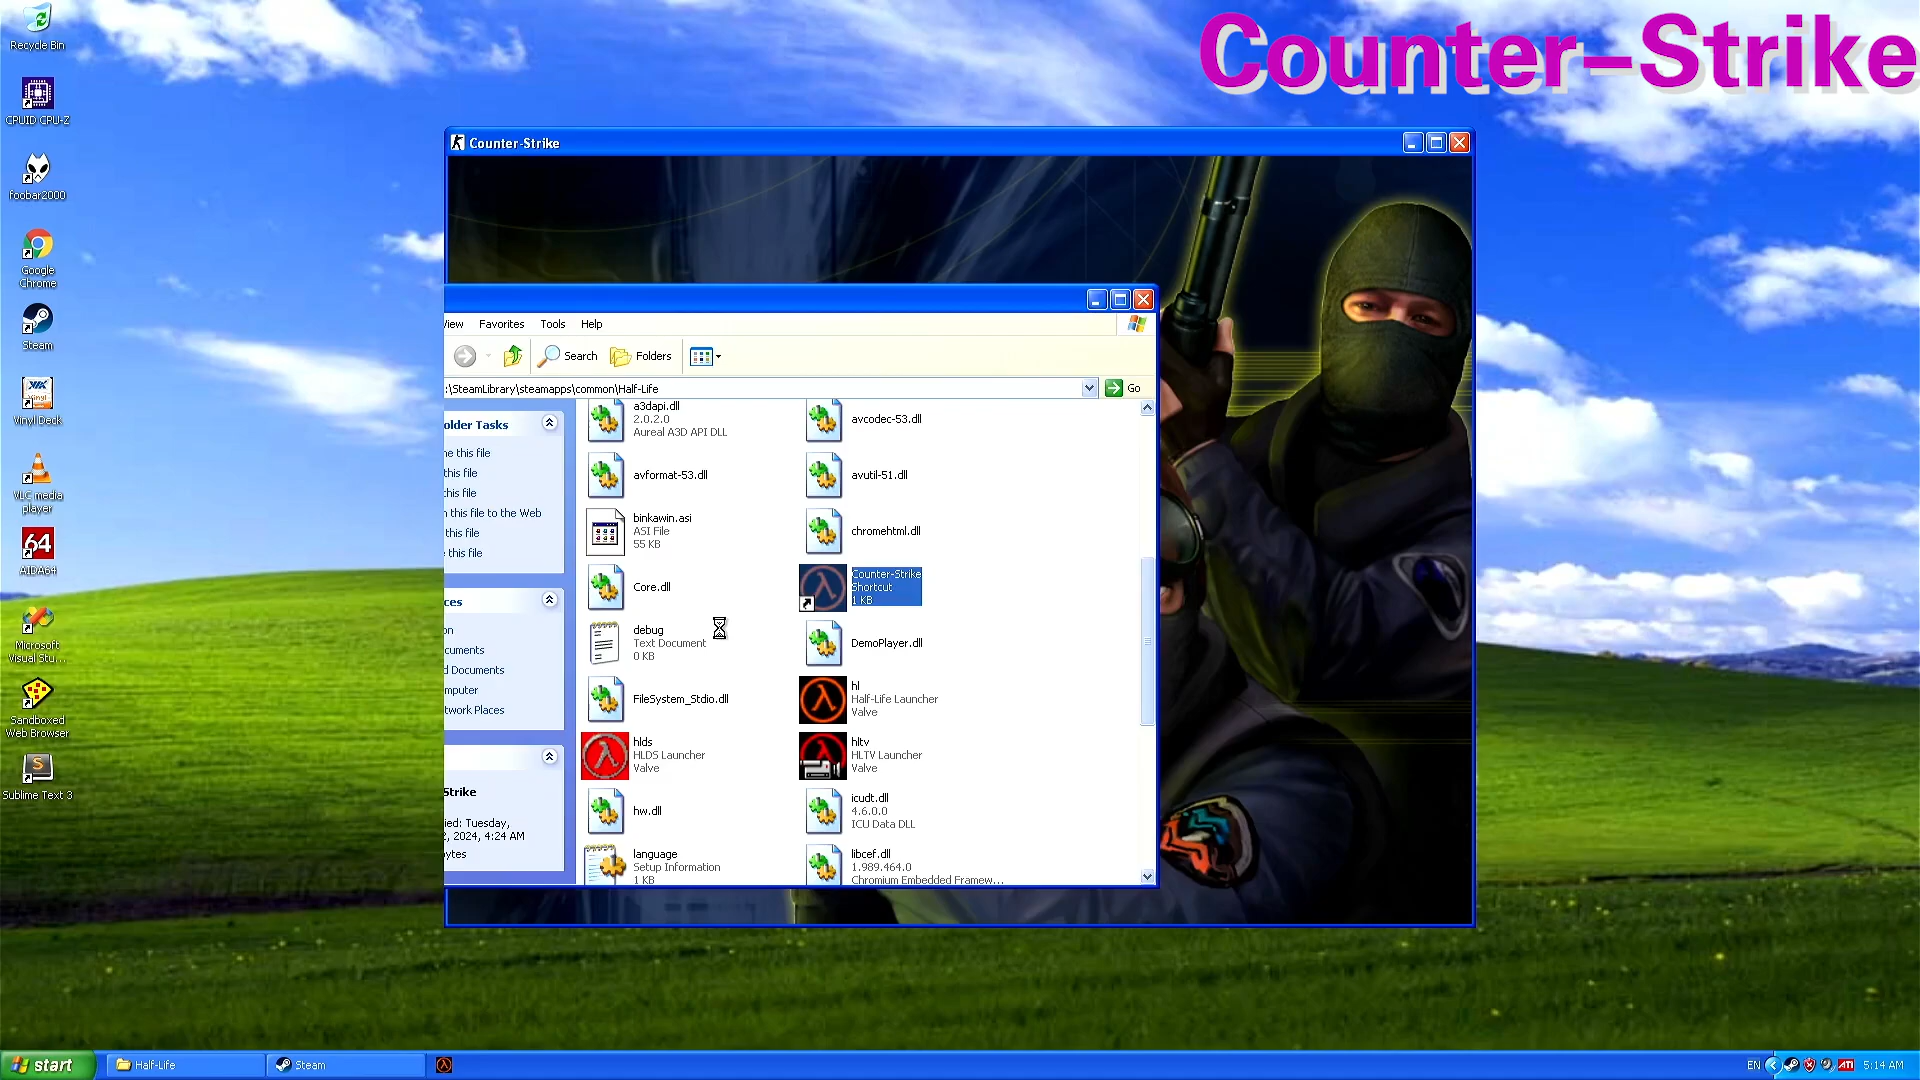 Counter-Strike
Recycle Bin
CPUID CPU-Z
foobar2000
Google
Chrome
Steam
Vinyl Deck
VLC media
player
64
AIDA64
Microsoft
Visual Stu...
Sandboxed
Web Browser
Sublime Text 3
Counter-Strike
View Favorites Tools Help
Search Folders
:\SteamLibrary\steamapps\common\Half-Life
Go
older Tasks
me this file
this file
this file
h this file to the Web
this file
this file
ces
on
cuments
d Documents
mputer
twork Places
Strike
ied: Tuesday,
2, 2024, 4:24 AM
ytes
a3dapi.dll
2.0.2.0
Aureal A3D API DLL
avcodec-53.dll
avformat-53.dll
avutil-51.dll
binkawin.asi
ASI File
55 KB
chromehtml.dll
Core.dll
Counter-Strike
Shortcut
1 KB
debug
Text Document
0 KB
DemoPlayer.dll
FileSystem_Stdio.dll
hl
Half-Life Launcher
Valve
hlds
HLDS Launcher
Valve
hltv
HLTV Launcher
Valve
hw.dll
icudt.dll
4.6.0.0
ICU Data DLL
language
Setup Information
1 KB
libcef.dll
1.989.464.0
Chromium Embedded Framew...
start
Half-Life
Steam
EN
ATI
5:14 AM